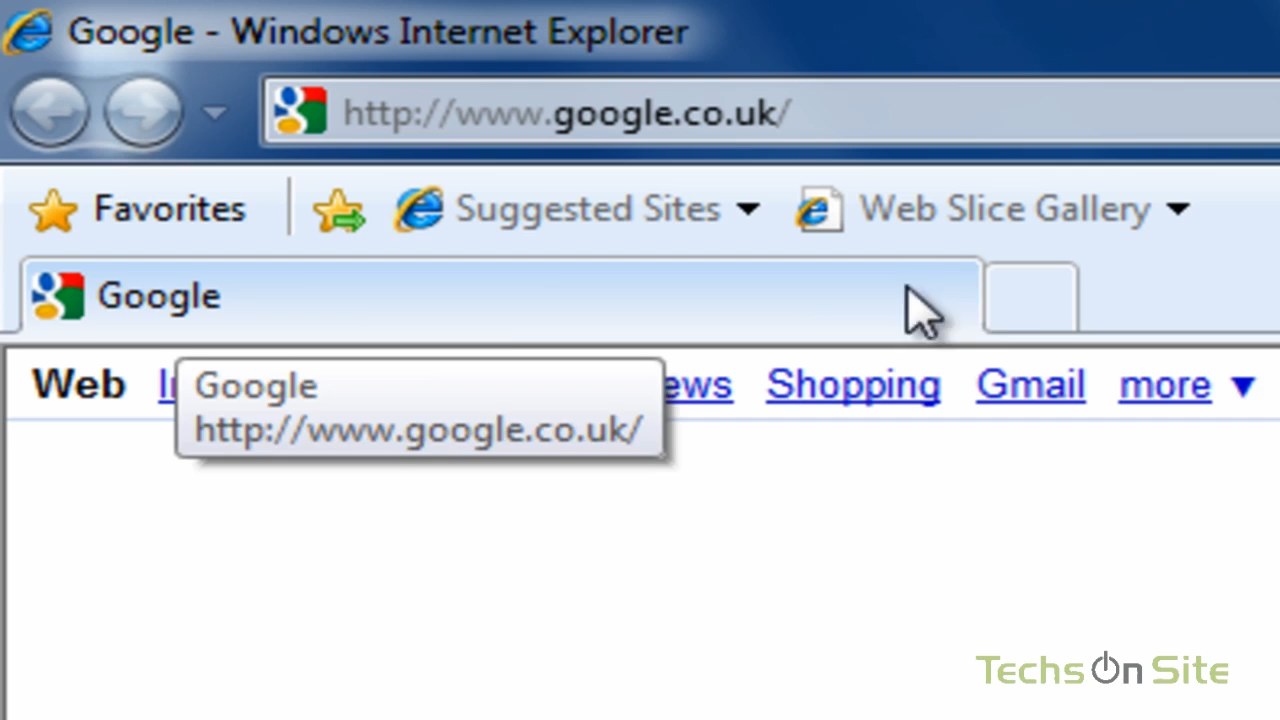 Google - Windows Internet Explorer
http://www.google.co.uk/
Favorites Suggested Sites Web Slice Gallery
Google
Web Shopping Gmail more
Google
http://www.google.co.uk/
Techs On Site